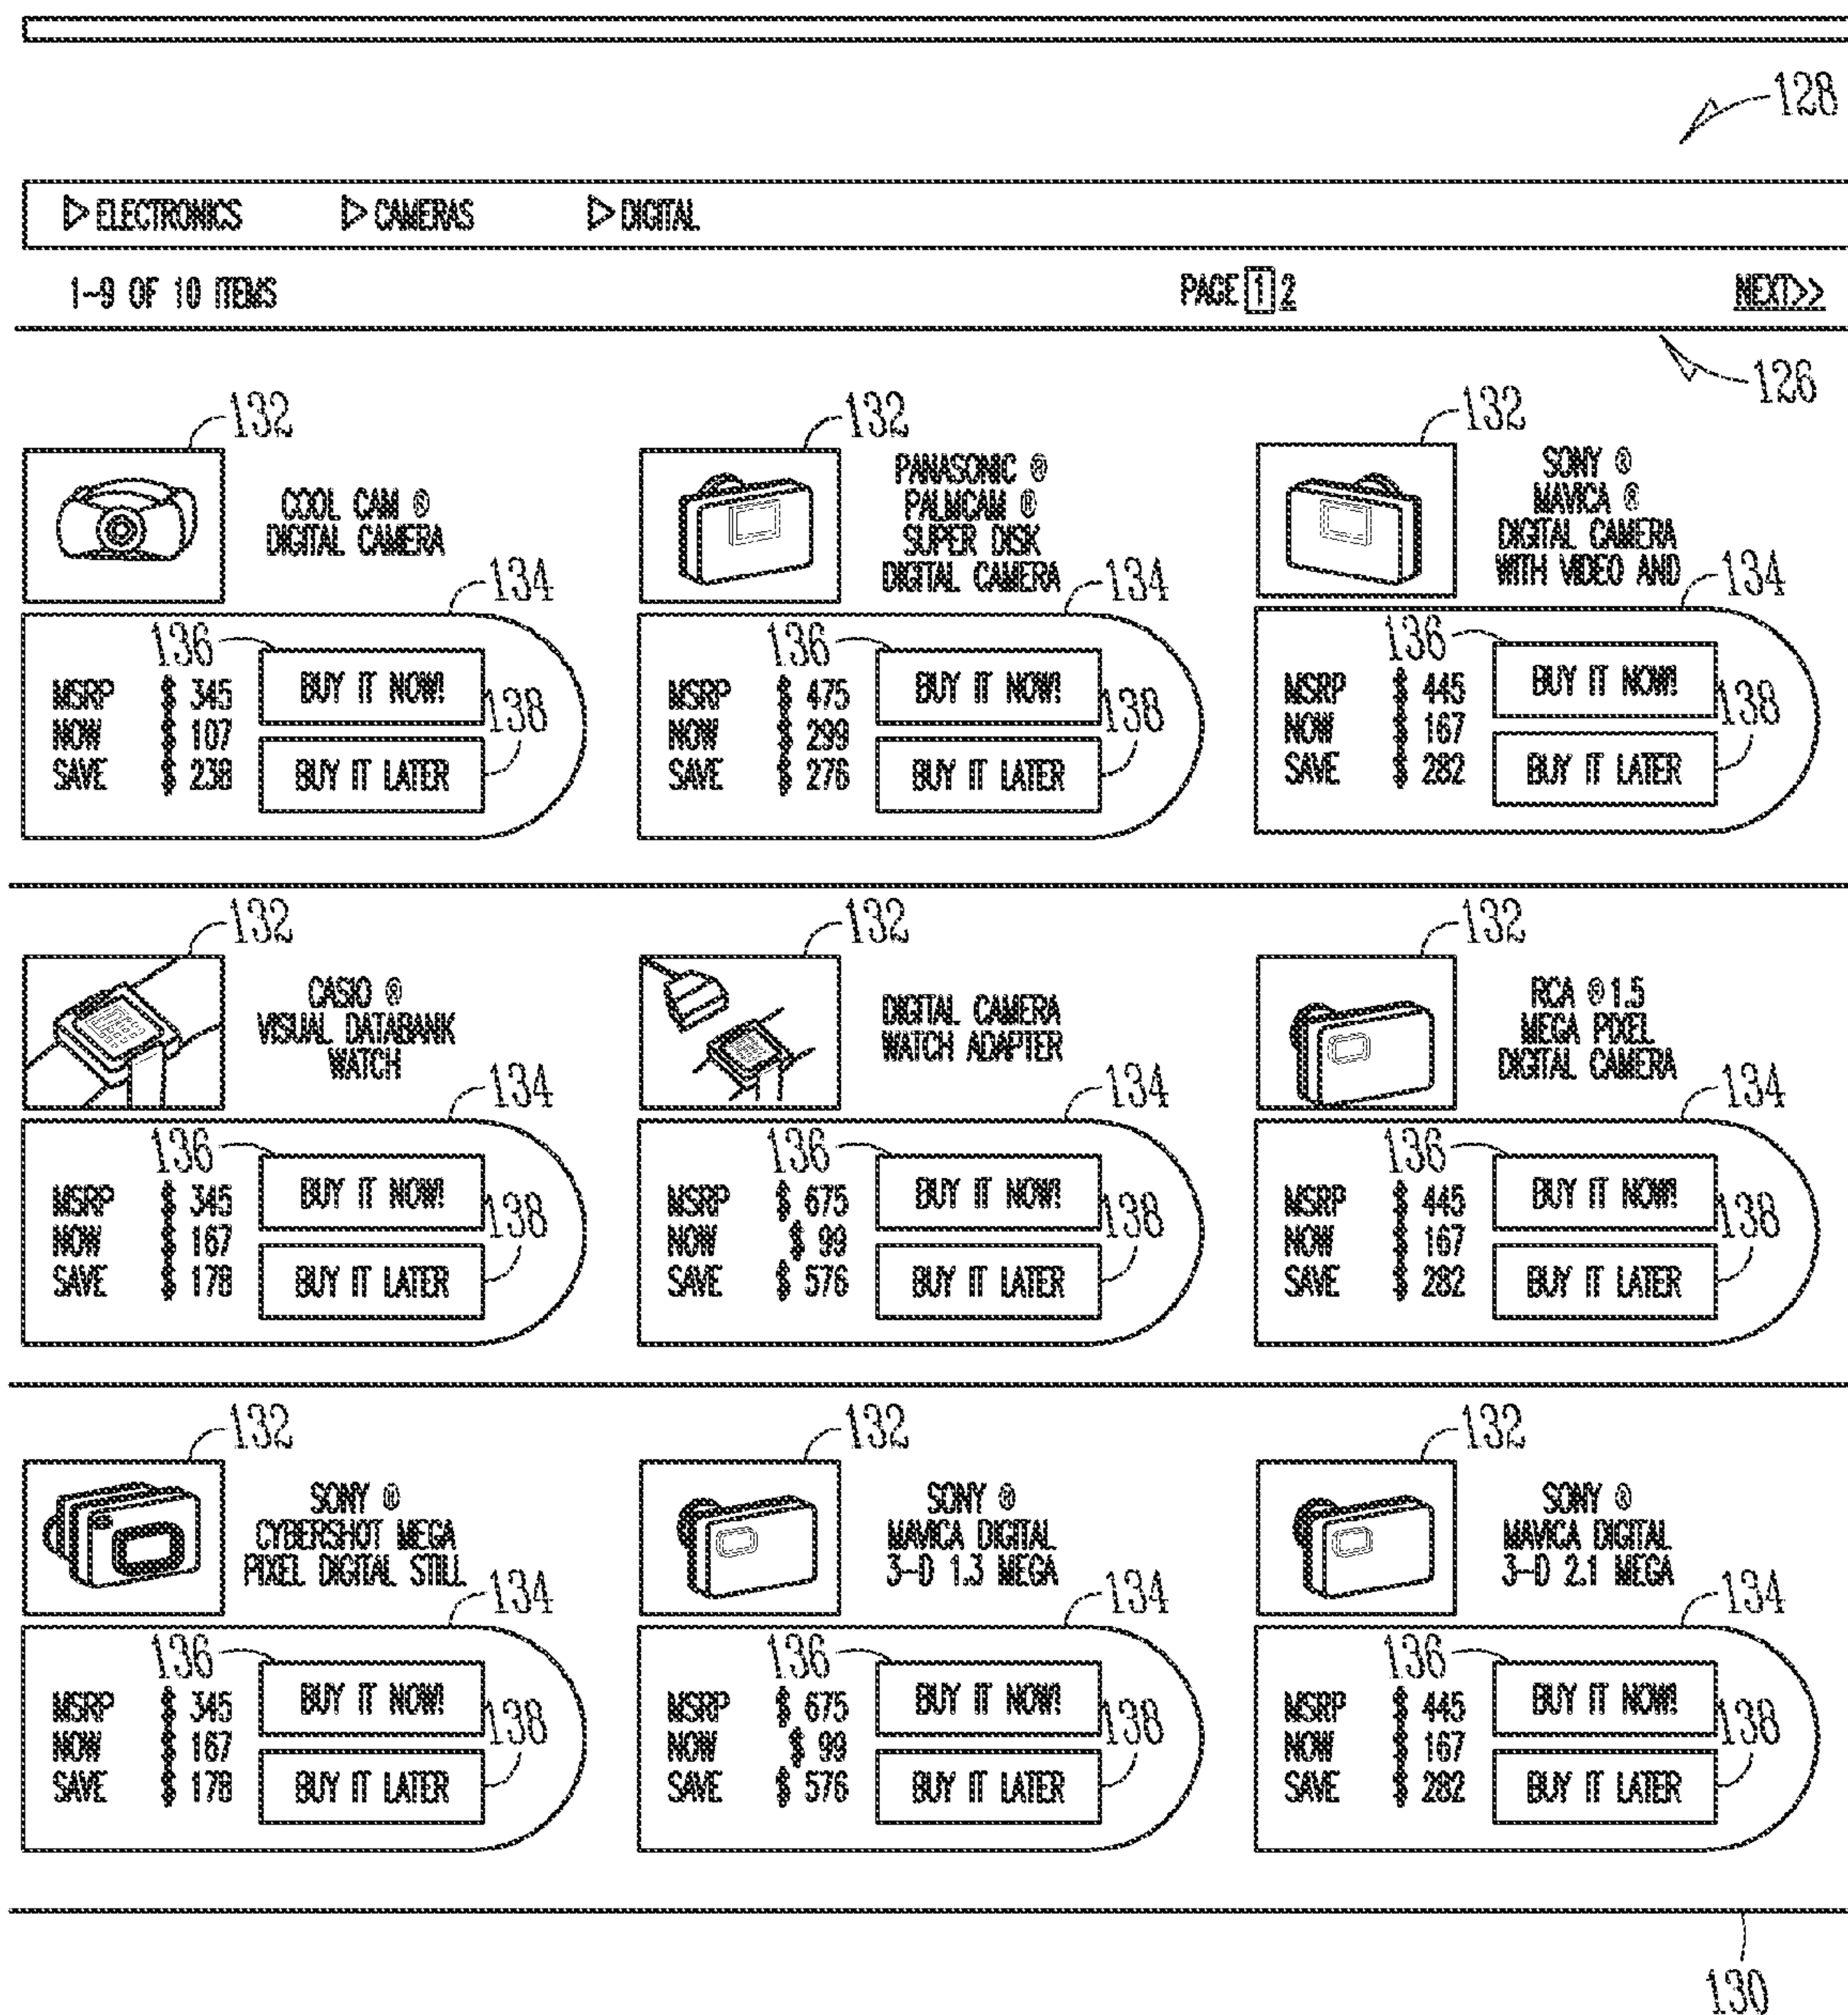 128
▷ ELECTRONICS ▷ CAMERAS ▷ DIGITAL
1-9 OF 10 ITEMS PAGE 1 2 NEXT>>
126
132
COOL CAM ®
DIGITAL CAMERA
134
136
MSRP $ 345
NOW $ 107
SAVE $ 238
BUY IT NOW!
138
BUY IT LATER
132
PANASONIC ®
PALMCAM ®
SUPER DISK
DIGITAL CAMERA
134
136
MSRP $ 475
NOW $ 299
SAVE $ 276
BUY IT NOW!
138
BUY IT LATER
132
SONY ®
MAVICA ®
DIGITAL CAMERA
WITH VIDEO AND
134
136
MSRP $ 445
NOW $ 167
SAVE $ 282
BUY IT NOW!
138
BUY IT LATER
132
CASIO ®
VISUAL DATABANK
WATCH
134
136
MSRP $ 345
NOW $ 167
SAVE $ 178
BUY IT NOW!
138
BUY IT LATER
132
DIGITAL CAMERA
WATCH ADAPTER
134
136
MSRP $ 675
NOW $ 99
SAVE $ 576
BUY IT NOW!
138
BUY IT LATER
132
RCA ® 1.5
MEGA PIXEL
DIGITAL CAMERA
134
136
MSRP $ 445
NOW $ 167
SAVE $ 282
BUY IT NOW!
138
BUY IT LATER
132
SONY ®
CYBERSHOT MEGA
PIXEL DIGITAL STILL
134
136
MSRP $ 345
NOW $ 167
SAVE $ 178
BUY IT NOW!
138
BUY IT LATER
132
SONY ®
MAVICA DIGITAL
3-D 1.3 MEGA
134
136
MSRP $ 675
NOW $ 99
SAVE $ 576
BUY IT NOW!
138
BUY IT LATER
132
SONY ®
MAVICA DIGITAL
3-D 2.1 MEGA
134
136
MSRP $ 445
NOW $ 167
SAVE $ 282
BUY IT NOW!
138
BUY IT LATER
130